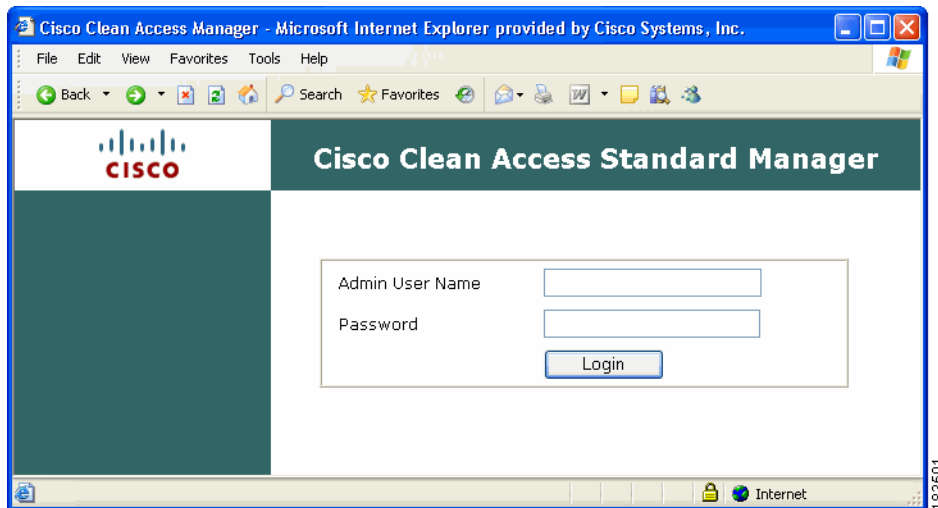 Cisco Clean Access Manager - Microsoft Internet Explorer provided by Cisco Systems, Inc.
File Edit View Favorites Tools Help
Back Search Favorites W
CISCO
Cisco Clean Access Standard Manager
Admin User Name
Password
Login
Internet
183501